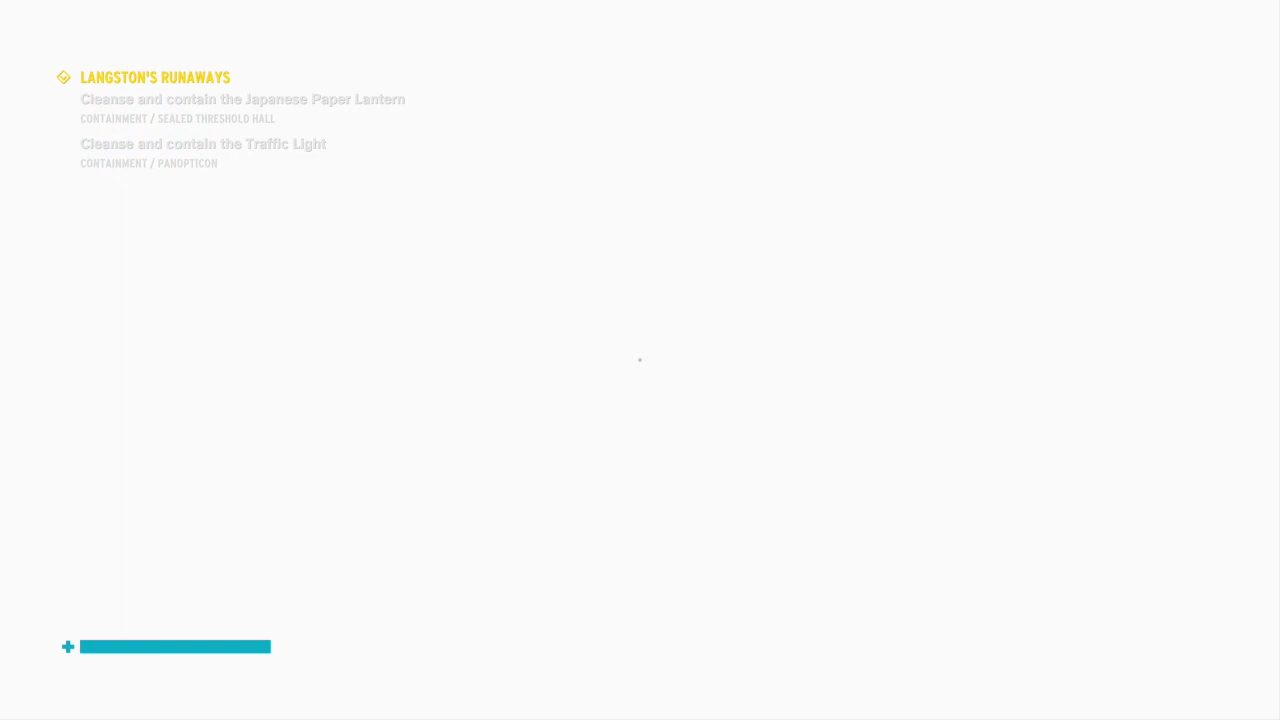 LANGSTON'S RUNAWAYS
Cleanse and contain the Japanese Paper Lantern
CONTAINMENT / SEALED THRESHOLD HALL
Cleanse and contain the Traffic Light
CONTAINMENT / PANOPTICON